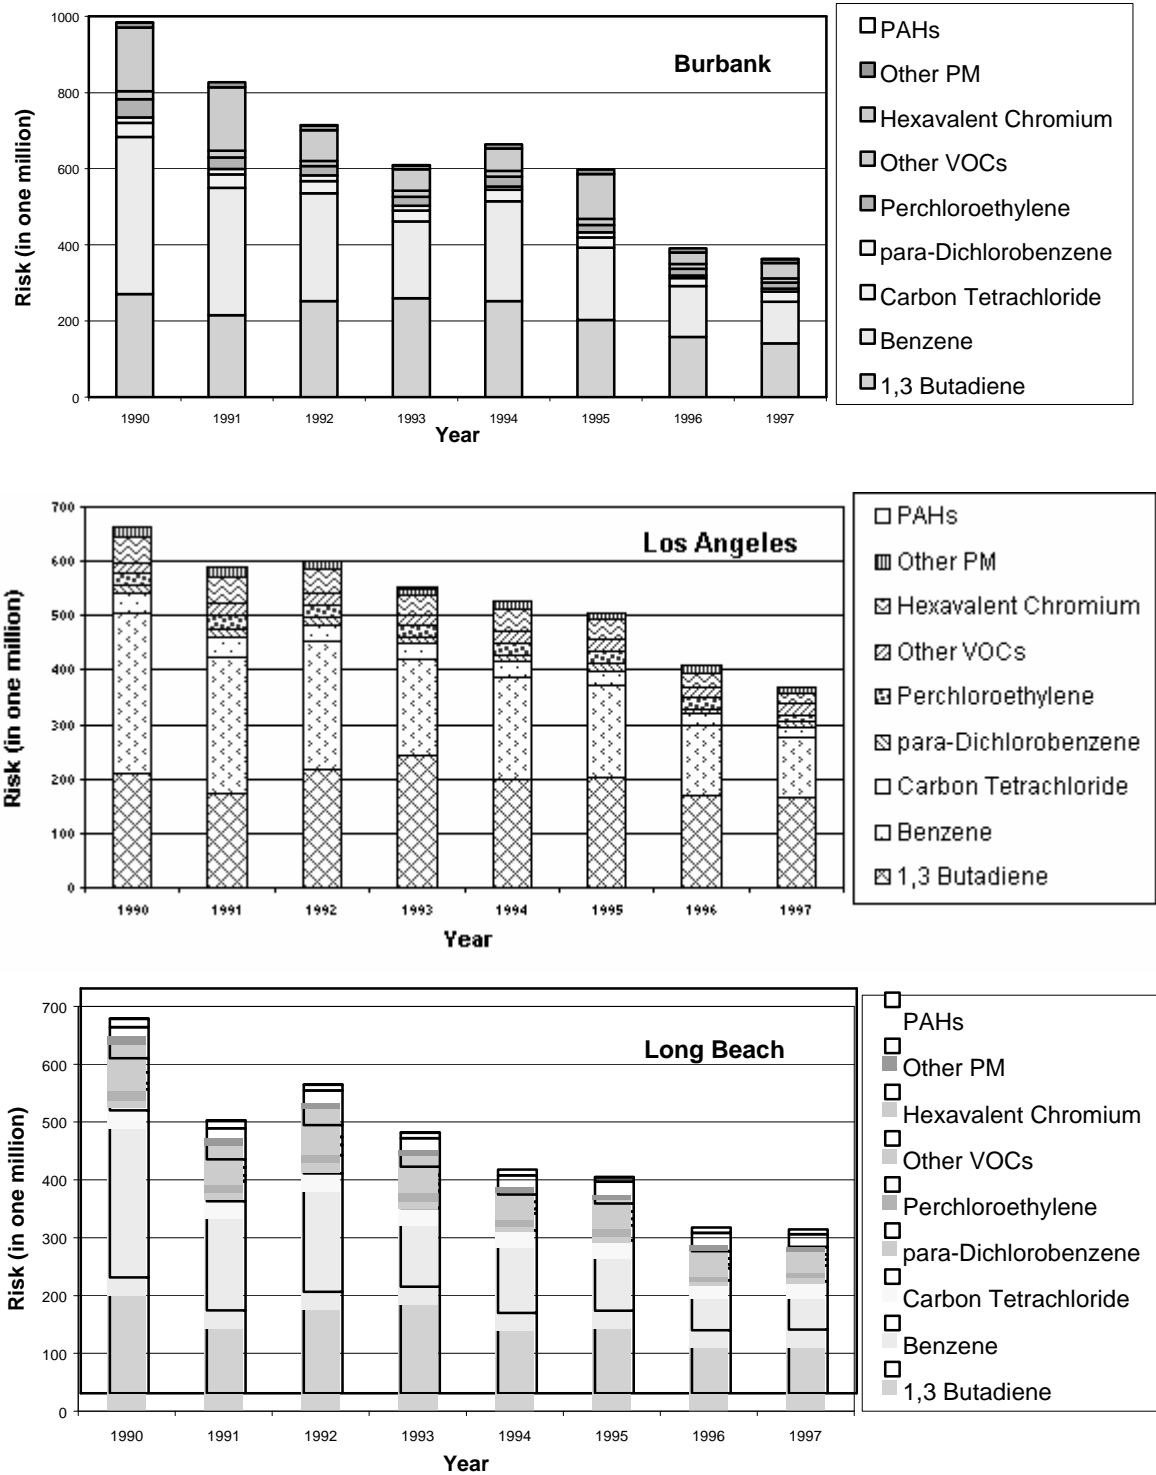 1000
800
600
400
200
0
Risk (in one million)
Burbank
1990 1991 1992 1993 1994 1995 1996 1997
Year
PAHs
Other PM
Hexavalent Chromium
Other VOCs
Perchloroethylene
para-Dichlorobenzene
Carbon Tetrachloride
Benzene
1,3 Butadiene
700
600
500
400
300
200
100
0
Risk (in one million)
Los Angeles
1990 1991 1992 1993 1994 1995 1996 1997
Year
PAHs
Other PM
Hexavalent Chromium
Other VOCs
Perchloroethylene
para-Dichlorobenzene
Carbon Tetrachloride
Benzene
1,3 Butadiene
700
600
500
400
300
200
100
0
Risk (in one million)
Long Beach
1990 1991 1992 1993 1994 1995 1996 1997
Year
PAHs
Other PM
Hexavalent Chromium
Other VOCs
Perchloroethylene
para-Dichlorobenzene
Carbon Tetrachloride
Benzene
1,3 Butadiene